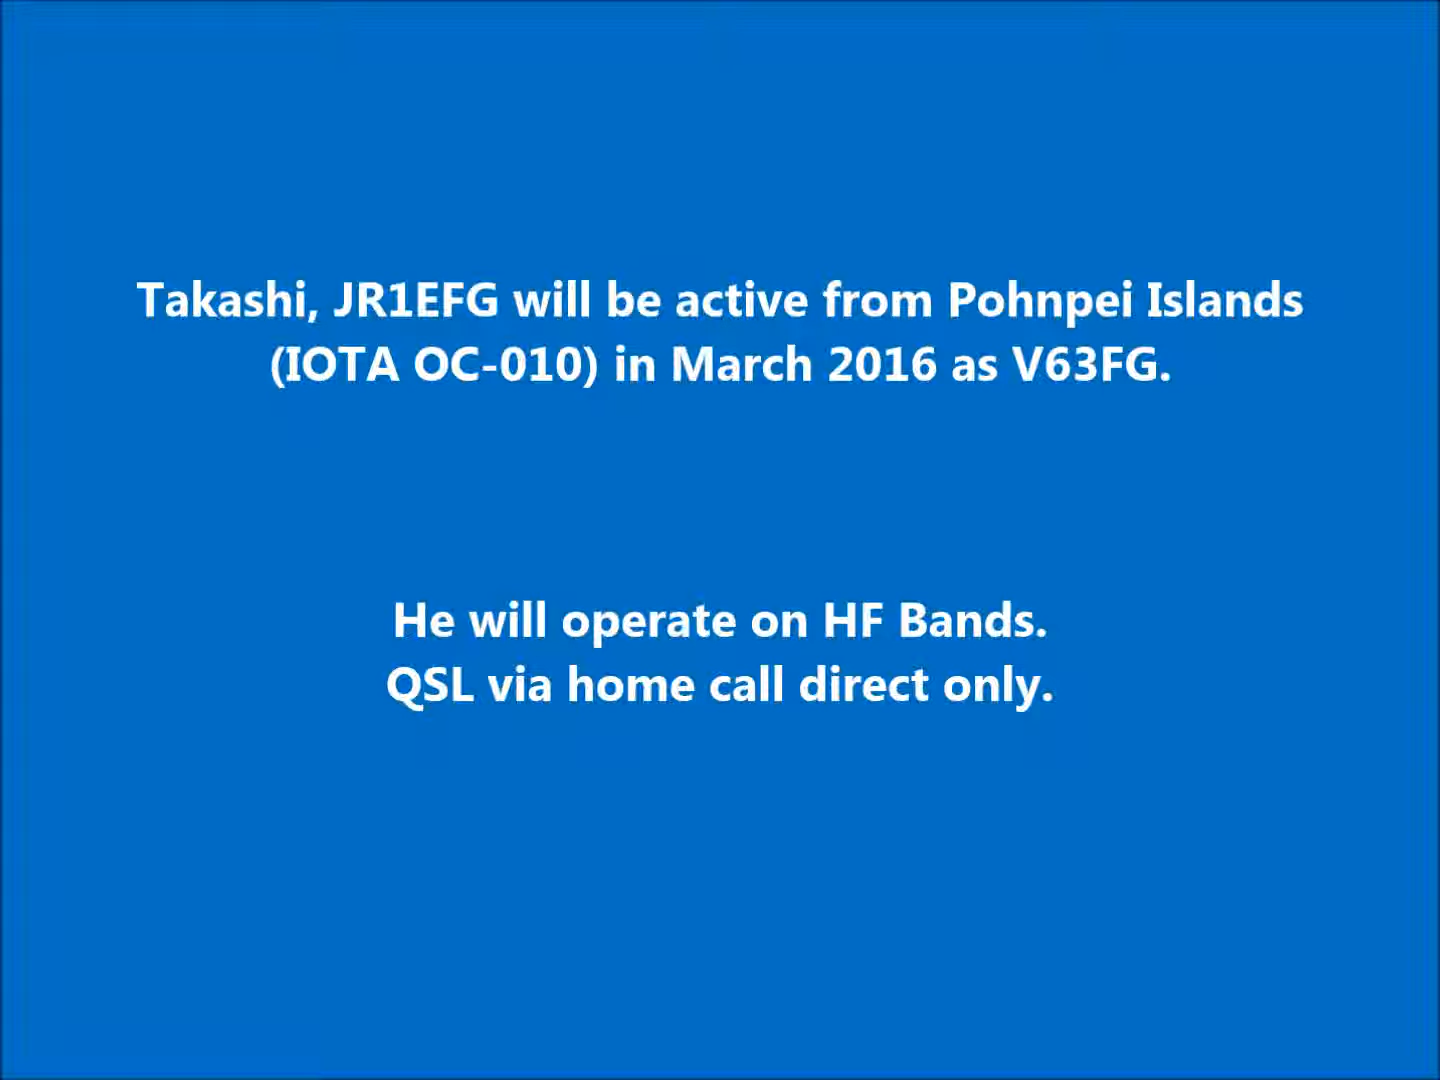 Takashi, JR1EFG will be active from Pohnpei Islands
(IOTA OC-010) in March 2016 as V63FG.
He will operate on HF Bands.
QSL via home call direct only.